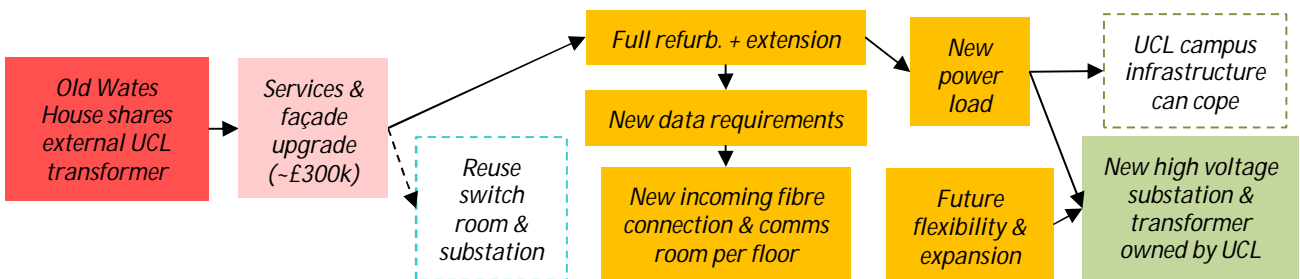 Old Wates
House shares
external UCL
transformer
Services &
façade
upgrade
(~£300k)
Reuse
switch
room &
substation
Full refurb. + extension
New data requirements
New incoming fibre
connection & comms
room per floor
New
power
load
Future
flexibility &
expansion
UCL campus
infrastructure
can cope
New high voltage
substation &
transformer
owned by UCL